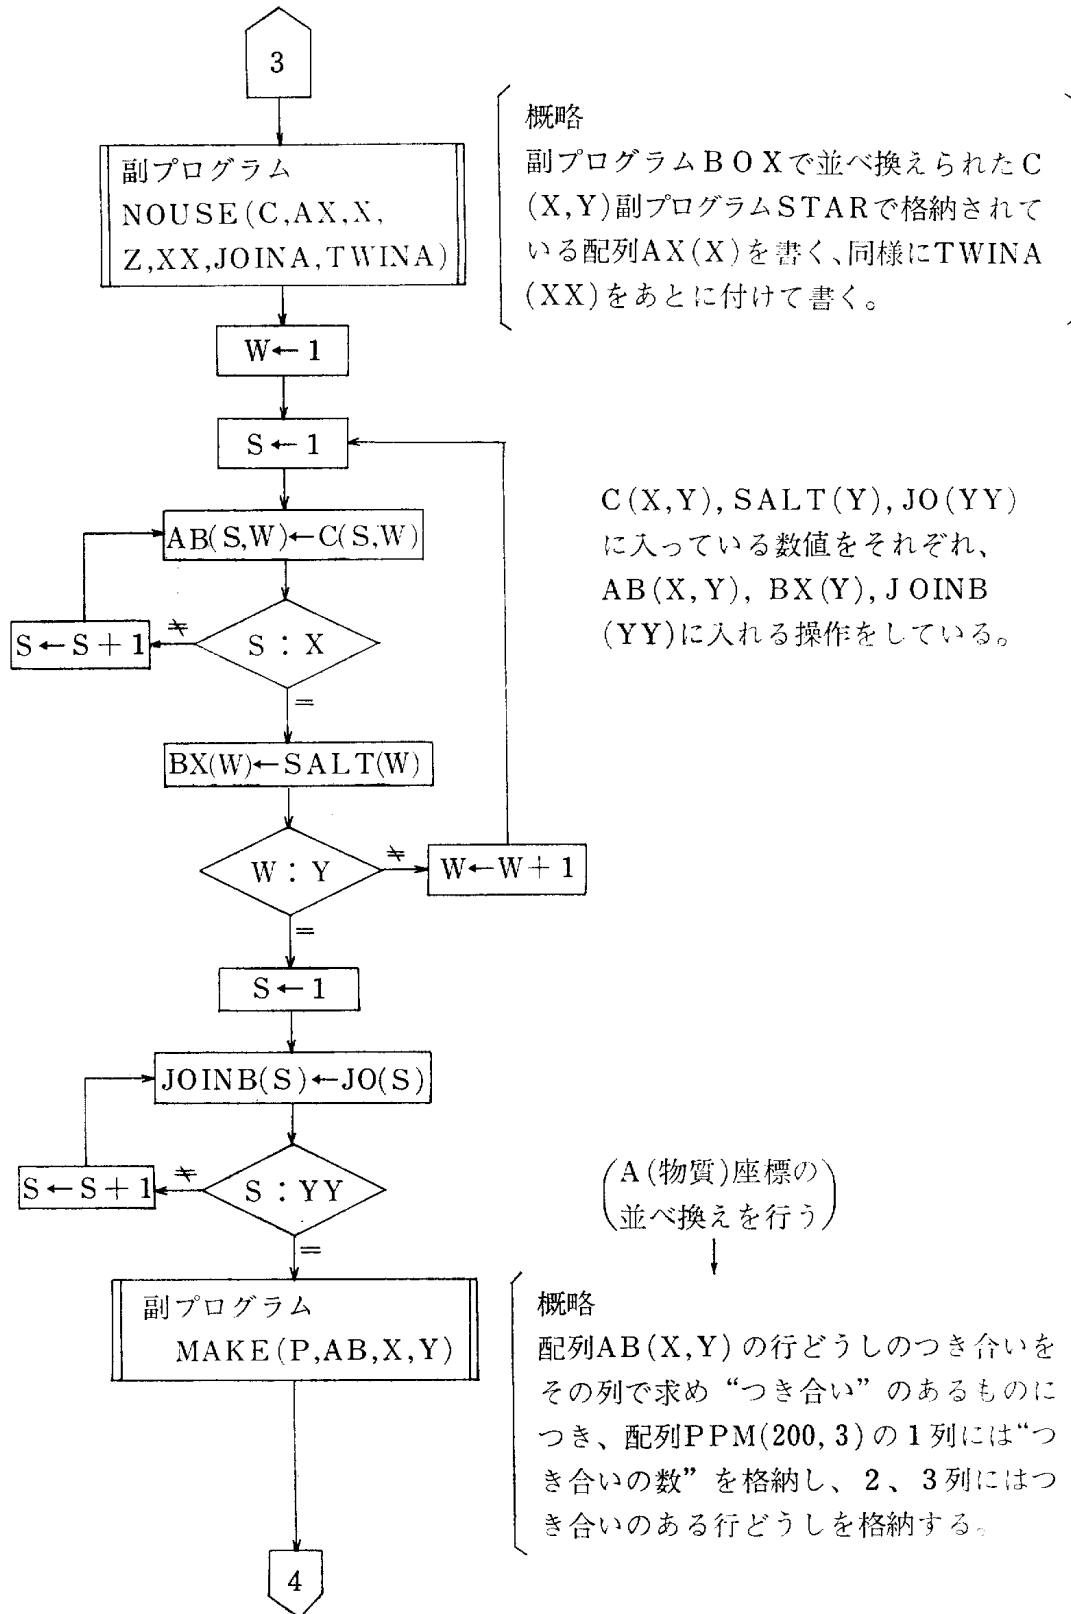 3
副プログラム
NOUSE(C,AX,X,
Z,XX,JOINA,TWINA)
概略
副プログラムBOXで並べ換えられたC
(X,Y)副プログラムSTARで格納されて
いる配列AX(X)を書く、同様にTWINA
(XX)をあとに付けて書く。
W←1
S←1
AB(S,W)←C(S,W)
S:X
≠
S←S+1
=
C(X,Y), SALT(Y), JO(YY)
に入っている数値をそれぞれ、
AB(X,Y), BX(Y), JOINB
(YY)に入れる操作をしている。
BX(W)←SALT(W)
W:Y
≠
W←W+1
=
S←1
JOINB(S)←JO(S)
S:YY
≠
S←S+1
=
A(物質)座標の
並べ換えを行う
副プログラム
MAKE(P,AB,X,Y)
概略
配列AB(X,Y)の行どうしのつき合いを
その列で求め“つき合い”のあるものに
つき、配列PPM(200,3)の1列には“つ
き合いの数”を格納し、2、3列にはつ
き合いのある行どうしを格納する。
4